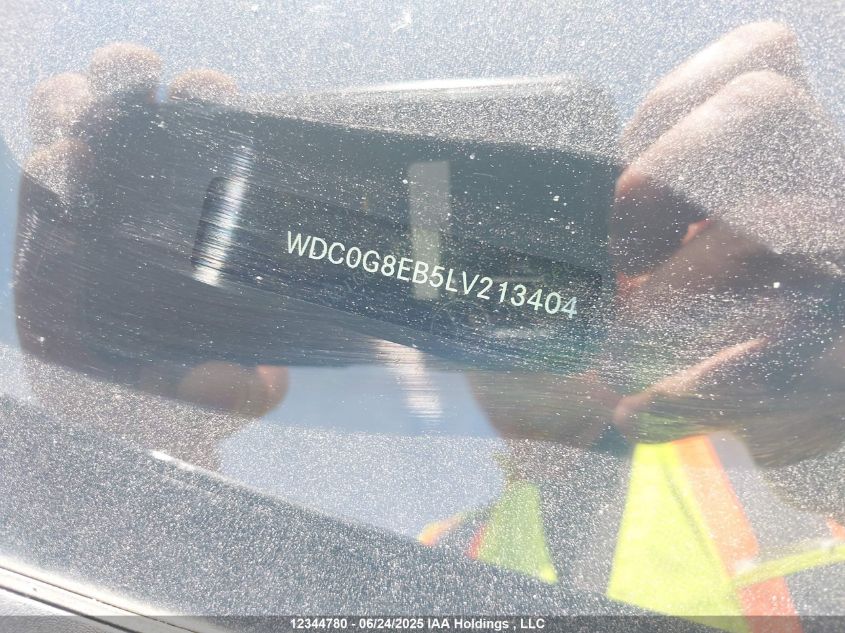 WDC0G8EB5LV213404
12344780 - 06/24/2025 IAA Holdings , LLC